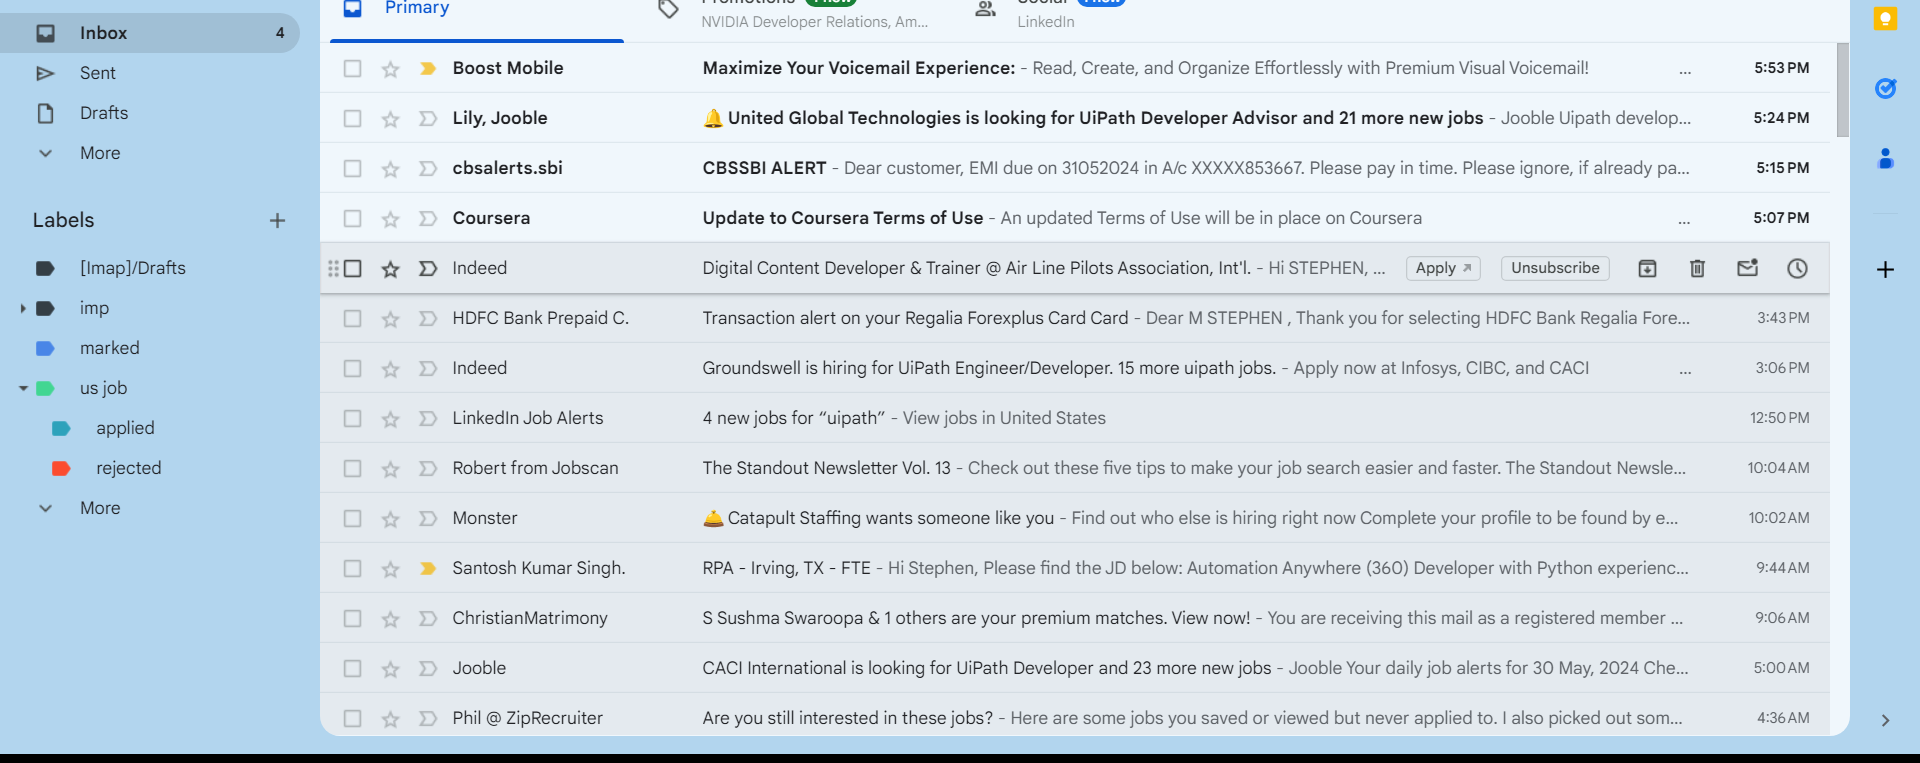 Primary
Promotions
NVIDIA Developer Relations, Am...
Social
LinkedIn
Inbox 4
Sent
Drafts
More
Labels
[Imap]/Drafts
imp
marked
us job
applied
rejected
More
Boost Mobile Maximize Your Voicemail Experience: - Read, Create, and Organize Effortlessly with Premium Visual Voicemail! ... 5:53 PM
Lily, Jooble 🔔 United Global Technologies is looking for UiPath Developer Advisor and 21 more new jobs - Jooble Uipath develop... 5:24 PM
cbsalerts.sbi CBSSBI ALERT - Dear customer, EMI due on 31052024 in A/c XXXXX853667. Please pay in time. Please ignore, if already pa... 5:15 PM
Coursera Update to Coursera Terms of Use - An updated Terms of Use will be in place on Coursera ... 5:07 PM
Indeed Digital Content Developer & Trainer @ Air Line Pilots Association, Int'l. - Hi STEPHEN, ... Apply Unsubscribe
HDFC Bank Prepaid C. Transaction alert on your Regalia Forexplus Card Card - Dear M STEPHEN , Thank you for selecting HDFC Bank Regalia Fore... 3:43 PM
Indeed Groundswell is hiring for UiPath Engineer/Developer. 15 more uipath jobs. - Apply now at Infosys, CIBC, and CACI ... 3:06 PM
LinkedIn Job Alerts 4 new jobs for “uipath” - View jobs in United States 12:50 PM
Robert from Jobscan The Standout Newsletter Vol. 13 - Check out these five tips to make your job search easier and faster. The Standout Newsle... 10:04 AM
Monster 🛎️ Catapult Staffing wants someone like you - Find out who else is hiring right now Complete your profile to be found by e... 10:02 AM
Santosh Kumar Singh. RPA - Irving, TX - FTE - Hi Stephen, Please find the JD below: Automation Anywhere (360) Developer with Python experienc... 9:44 AM
ChristianMatrimony S Sushma Swaroopa & 1 others are your premium matches. View now! - You are receiving this mail as a registered member ... 9:06 AM
Jooble CACI International is looking for UiPath Developer and 23 more new jobs - Jooble Your daily job alerts for 30 May, 2024 Che... 5:00 AM
Phil @ ZipRecruiter Are you still interested in these jobs? - Here are some jobs you saved or viewed but never applied to. I also picked out som... 4:36 AM